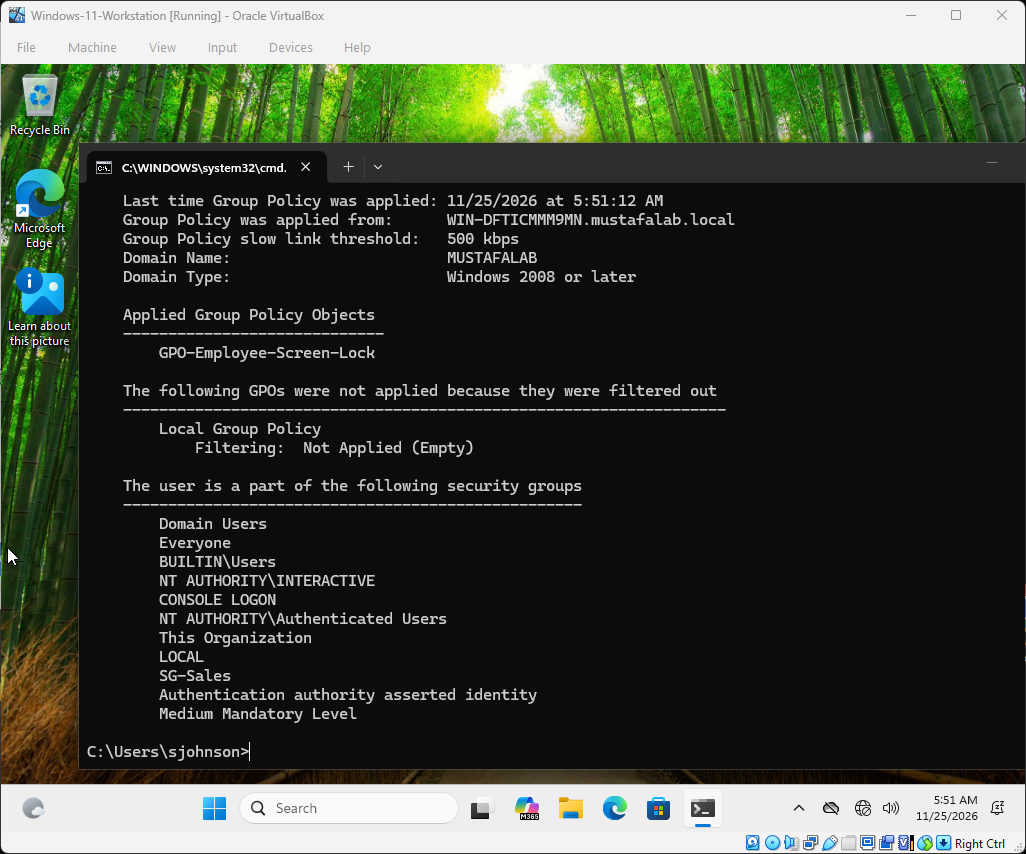 Windows-11-Workstation [Running] - Oracle VirtualBox
File Machine View Input Devices Help
Recycle Bin
Microsoft
Edge
Learn about
this picture
C:\WINDOWS\system32\cmd.
Last time Group Policy was applied: 11/25/2026 at 5:51:12 AM
Group Policy was applied from: WIN-DFTICMMM9MN.mustafalab.local
Group Policy slow link threshold: 500 kbps
Domain Name: MUSTAFALAB
Domain Type: Windows 2008 or later
Applied Group Policy Objects
-----------------------------
GPO-Employee-Screen-Lock
The following GPOs were not applied because they were filtered out
-------------------------------------------------------------------
Local Group Policy
Filtering: Not Applied (Empty)
The user is a part of the following security groups
---------------------------------------------------
Domain Users
Everyone
BUILTIN\Users
NT AUTHORITY\INTERACTIVE
CONSOLE LOGON
NT AUTHORITY\Authenticated Users
This Organization
LOCAL
SG-Sales
Authentication authority asserted identity
Medium Mandatory Level
C:\Users\sjohnson>
Search
M365
5:51 AM
11/25/2026
Right Ctrl